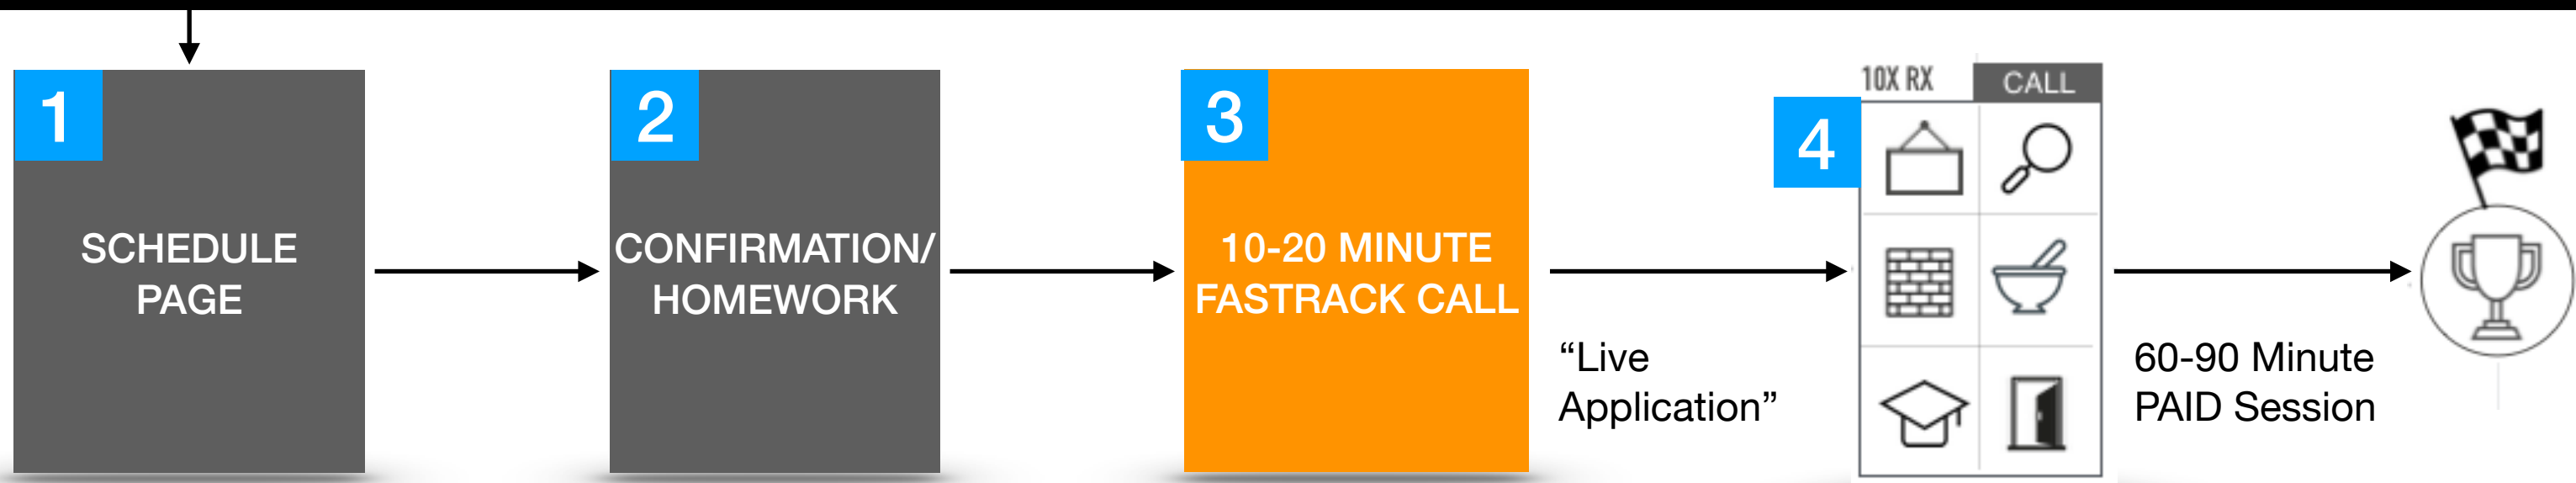 1
SCHEDULE
PAGE
2
CONFIRMATION/
HOMEWORK
3
10-20 MINUTE
FASTRACK CALL
“Live
Application”
4
10X RX
CALL
60-90 Minute
PAID Session